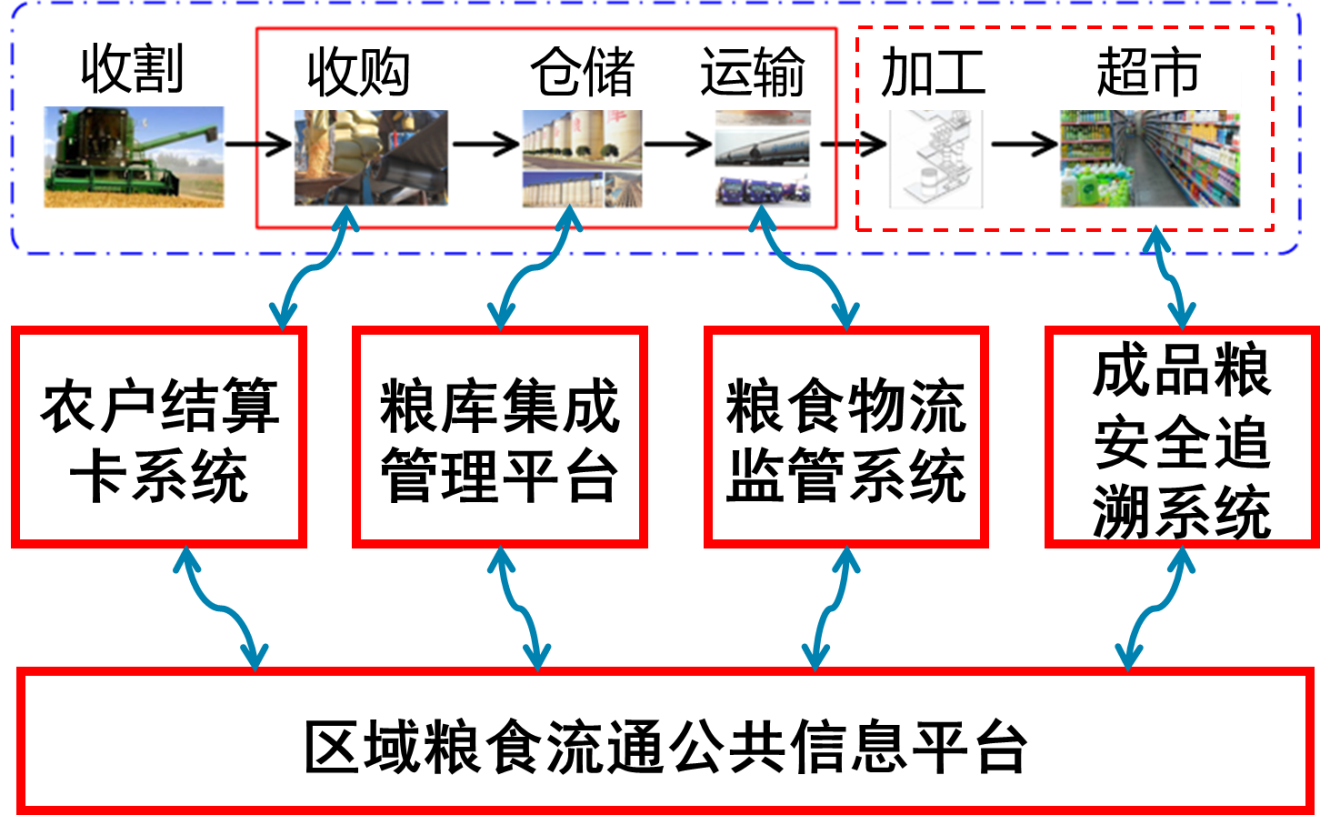 收割 收购 仓储 运输 加工 超市
农户结算
卡系统
粮库集成
管理平台
粮食物流
监管系统
成品粮
安全追
溯系统
区域粮食流通公共信息平台